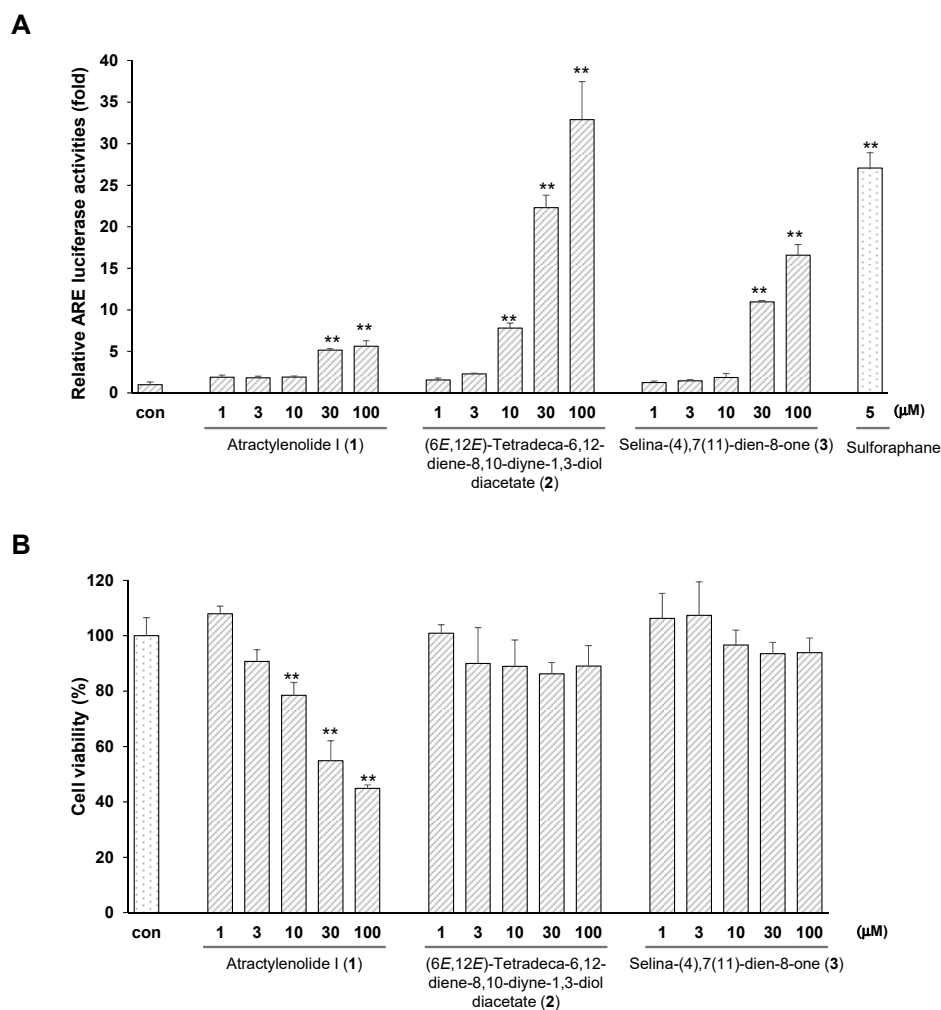 A
Relative ARE luciferase activities (fold)
40
35
30
25
20
15
10
5
0
**
**
**
**
**
**
**
**
con 1 3 10 30 100 1 3 10 30 100 1 3 10 30 100 5 (μM)
Atractylenolide I (1)
(6E,12E)-Tetradeca-6,12-
diene-8,10-diyne-1,3-diol
diacetate (2)
Selina-(4),7(11)-dien-8-one (3)
Sulforaphane
B
Cell viability (%)
120
100
80
60
40
20
0
**
**
**
con 1 3 10 30 100 1 3 10 30 100 1 3 10 30 100 (μM)
Atractylenolide I (1)
(6E,12E)-Tetradeca-6,12-
diene-8,10-diyne-1,3-diol
diacetate (2)
Selina-(4),7(11)-dien-8-one (3)